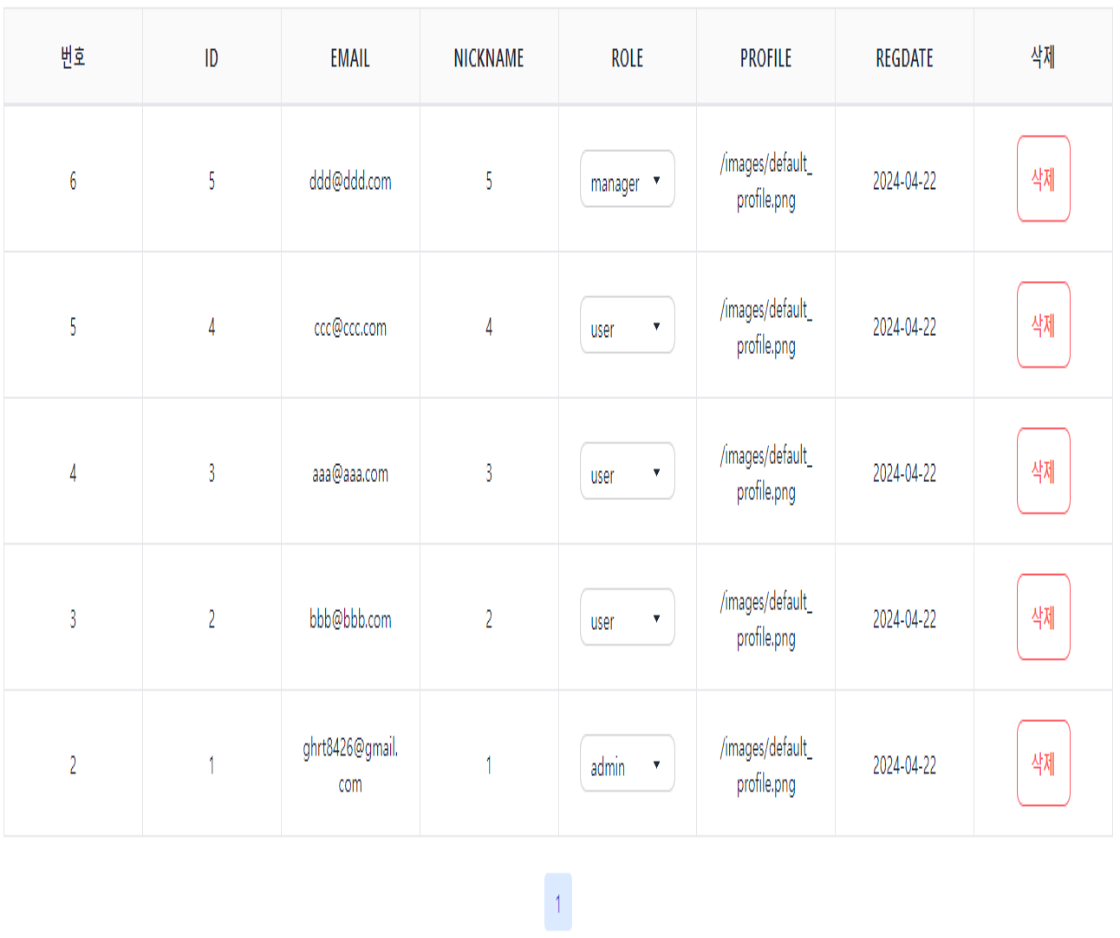 번호 ID EMAIL NICKNAME ROLE PROFILE REGDATE 삭제
6 5 ddd@ddd.com 5 manager /images/default_
profile.png 2024-04-22 삭제
5 4 ccc@ccc.com 4 user /images/default_
profile.png 2024-04-22 삭제
4 3 aaa@aaa.com 3 user /images/default_
profile.png 2024-04-22 삭제
3 2 bbb@bbb.com 2 user /images/default_
profile.png 2024-04-22 삭제
2 1 ghrt8426@gmail.
com 1 admin /images/default_
profile.png 2024-04-22 삭제
1